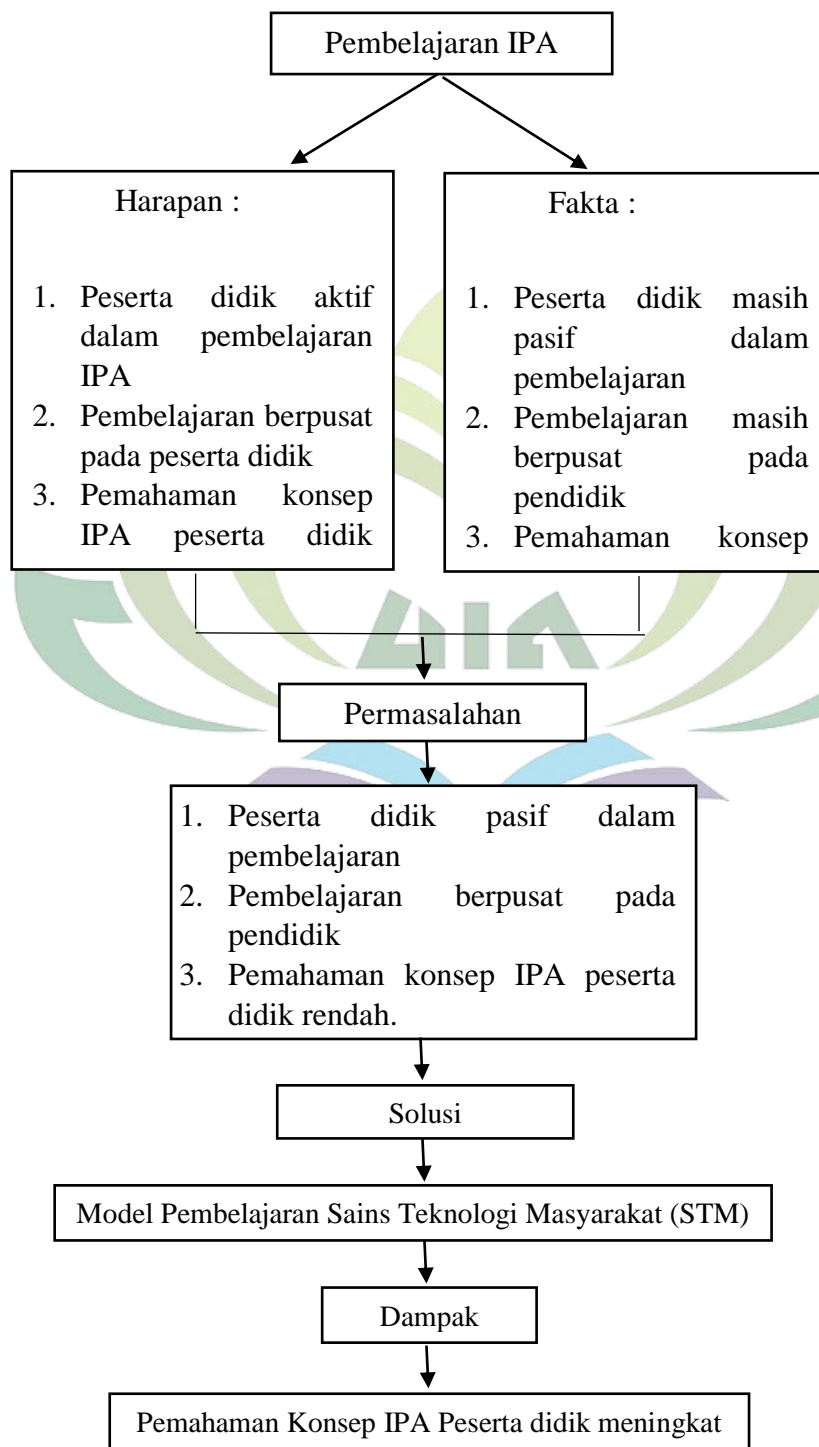 Pembelajaran IPA
Harapan :
1. Peserta didik aktif
dalam pembelajaran
IPA
2. Pembelajaran berpusat
pada peserta didik
3. Pemahaman konsep
IPA peserta didik
Fakta :
1. Peserta didik masih
pasif dalam
pembelajaran
2. Pembelajaran masih
berpusat pada
pendidik
3. Pemahaman konsep
Permasalahan
1. Peserta didik pasif dalam
pembelajaran
2. Pembelajaran berpusat pada
pendidik
3. Pemahaman konsep IPA peserta
didik rendah.
Solusi
Model Pembelajaran Sains Teknologi Masyarakat (STM)
Dampak
Pemahaman Konsep IPA Peserta didik meningkat